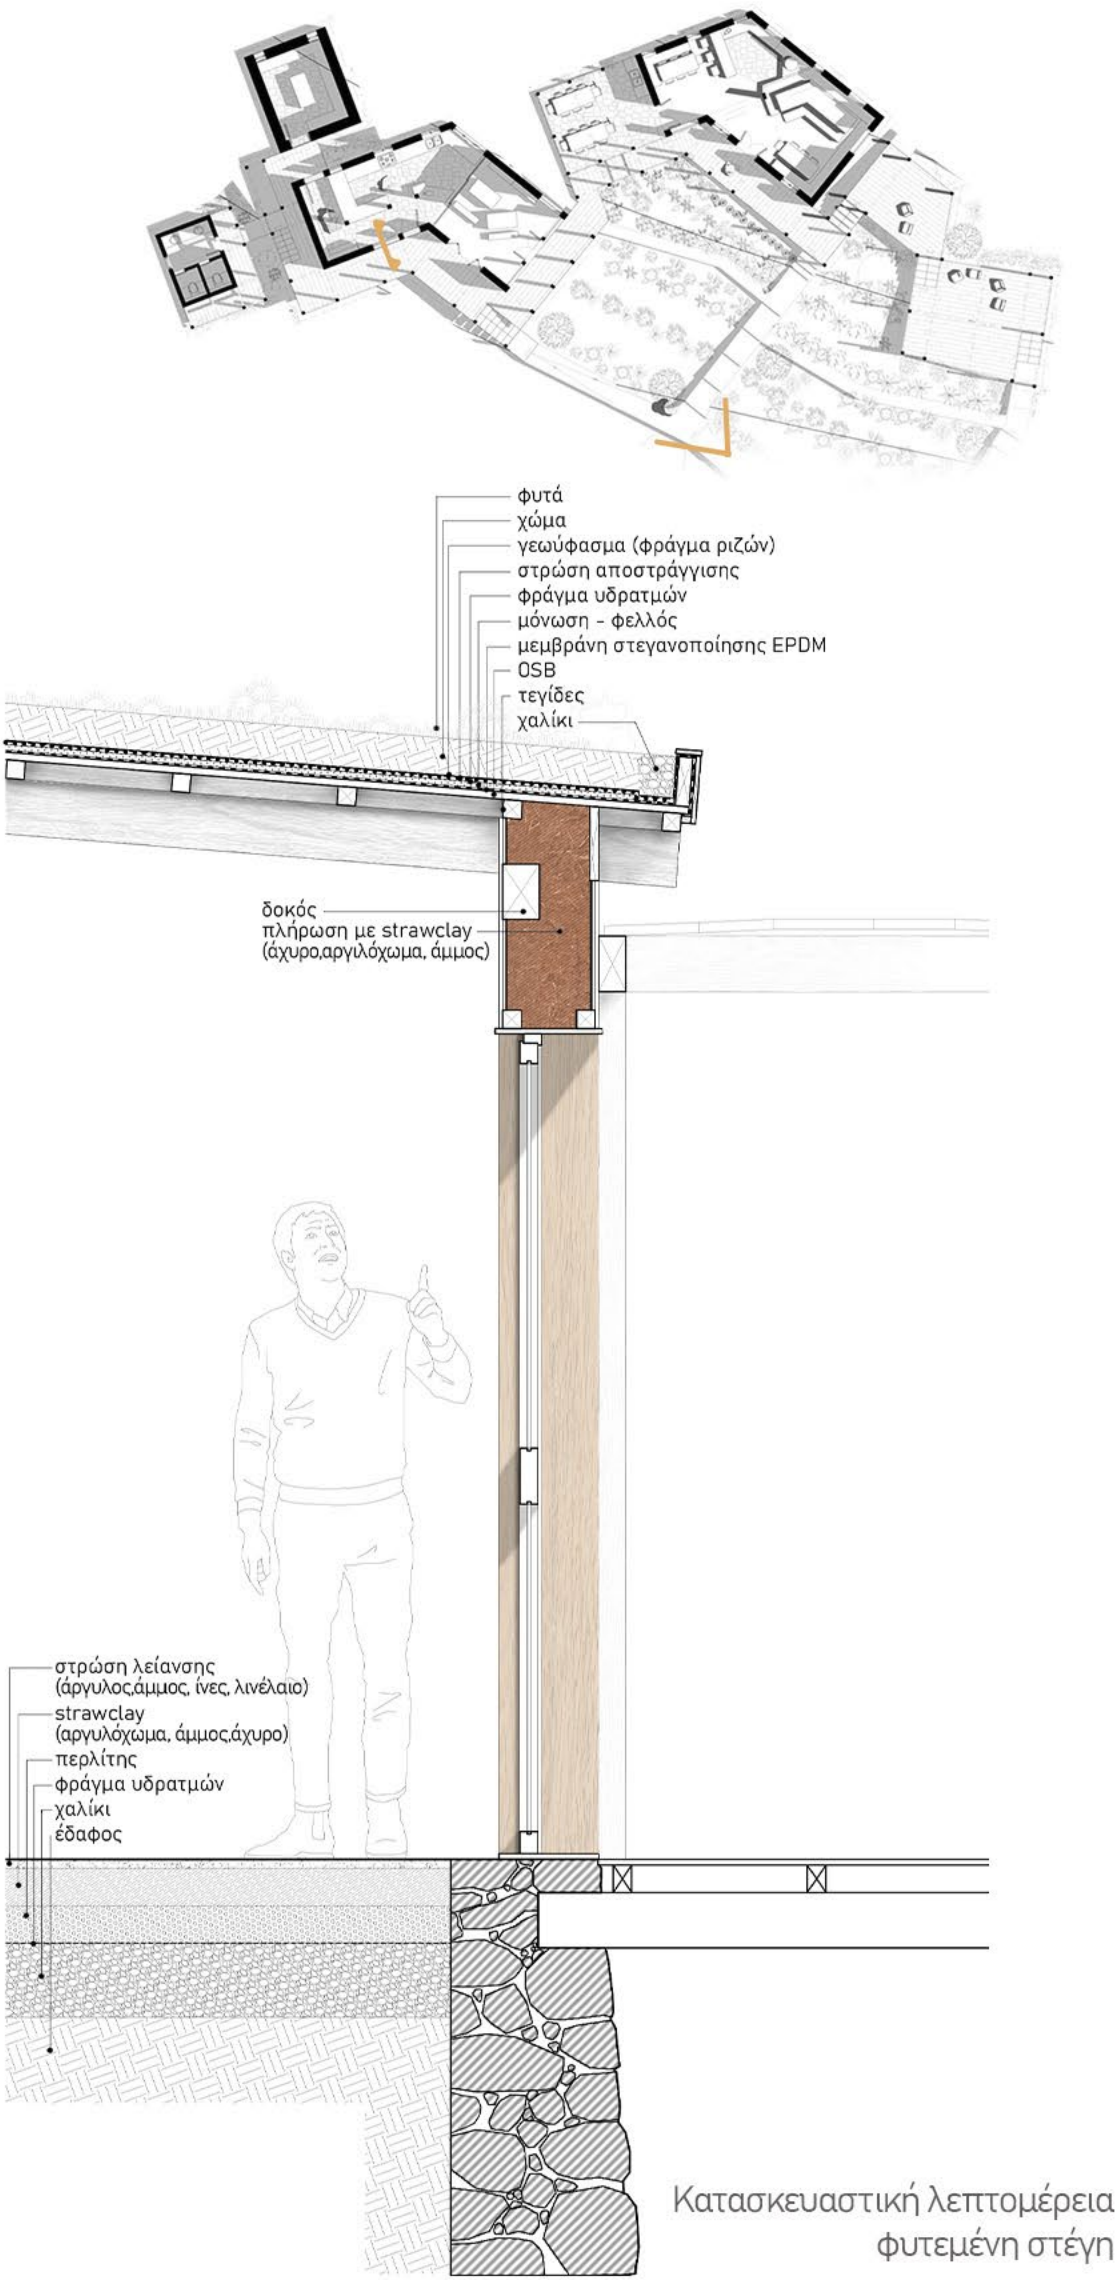 φυτά
χώμα
γεωύφασμα (φράγμα ριζών)
στρώση αποστράγγισης
φράγμα υδρατμών
μόνωση - φελλός
μεμβράνη στεγανοποίησης EPDM
OSB
τεγίδες
χαλίκι
δοκός
πλήρωση με strawclay
(άχυρο,αργιλόχωμα, άμμος)
στρώση λείανσης
(άργυλος,άμμος, ίνες, λινέλαιο)
strawclay
(αργυλόχωμα, άμμος,άχυρο)
περλίτης
φράγμα υδρατμών
χαλίκι
έδαφος
Κατασκευαστική λεπτομέρεια
φυτεμένη στέγη